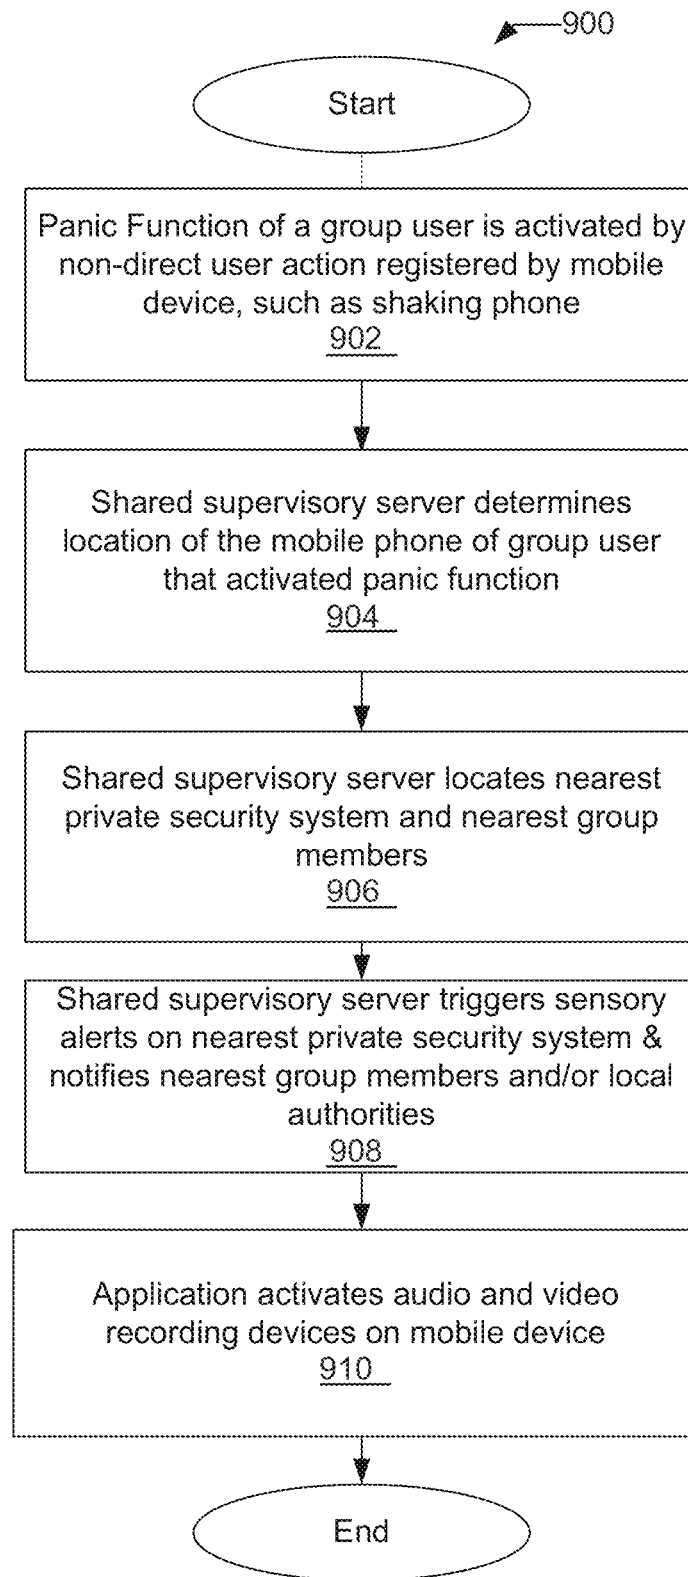 900
Start
Panic Function of a group user is activated by
non-direct user action registered by mobile
device, such as shaking phone
902
Shared supervisory server determines
location of the mobile phone of group user
that activated panic function
904
Shared supervisory server locates nearest
private security system and nearest group
members
906
Shared supervisory server triggers sensory
alerts on nearest private security system &
notifies nearest group members and/or local
authorities
908
Application activates audio and video
recording devices on mobile device
910
End